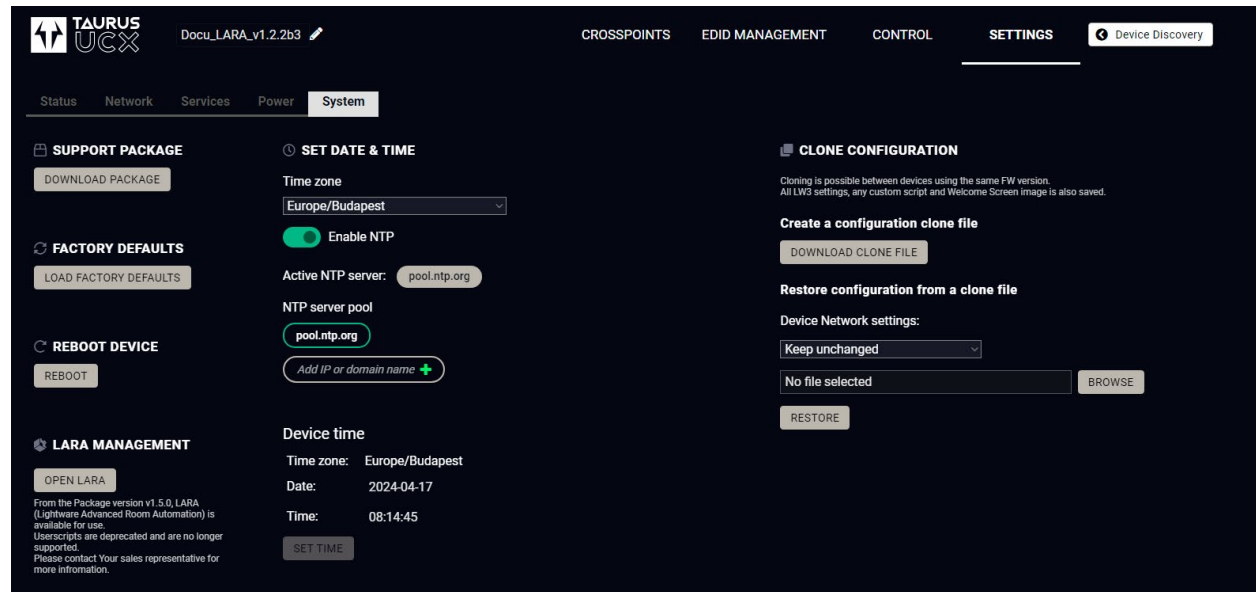 TAURUS
UCX
Docu_LARA_v1.2.2b3
CROSSPOINTS
EDID MANAGEMENT
CONTROL
SETTINGS
Device Discovery
Status
Network
Services
Power
System
SUPPORT PACKAGE
DOWNLOAD PACKAGE
FACTORY DEFAULTS
LOAD FACTORY DEFAULTS
REBOOT DEVICE
REBOOT
LARA MANAGEMENT
OPEN LARA
From the Package version v1.5.0, LARA
(Lightware Advanced Room Automation) is
available for use.
Userscripts are deprecated and are no longer
supported.
Please contact Your sales representative for
more infromation.
SET DATE & TIME
Time zone
Europe/Budapest
Enable NTP
Active NTP server: pool.ntp.org
NTP server pool
pool.ntp.org
Add IP or domain name
Device time
Time zone: Europe/Budapest
Date: 2024-04-17
Time: 08:14:45
SET TIME
CLONE CONFIGURATION
Cloning is possible between devices using the same FW version.
All LW3 settings, any custom script and Welcome Screen image is also saved.
Create a configuration clone file
DOWNLOAD CLONE FILE
Restore configuration from a clone file
Device Network settings:
Keep unchanged
No file selected
BROWSE
RESTORE